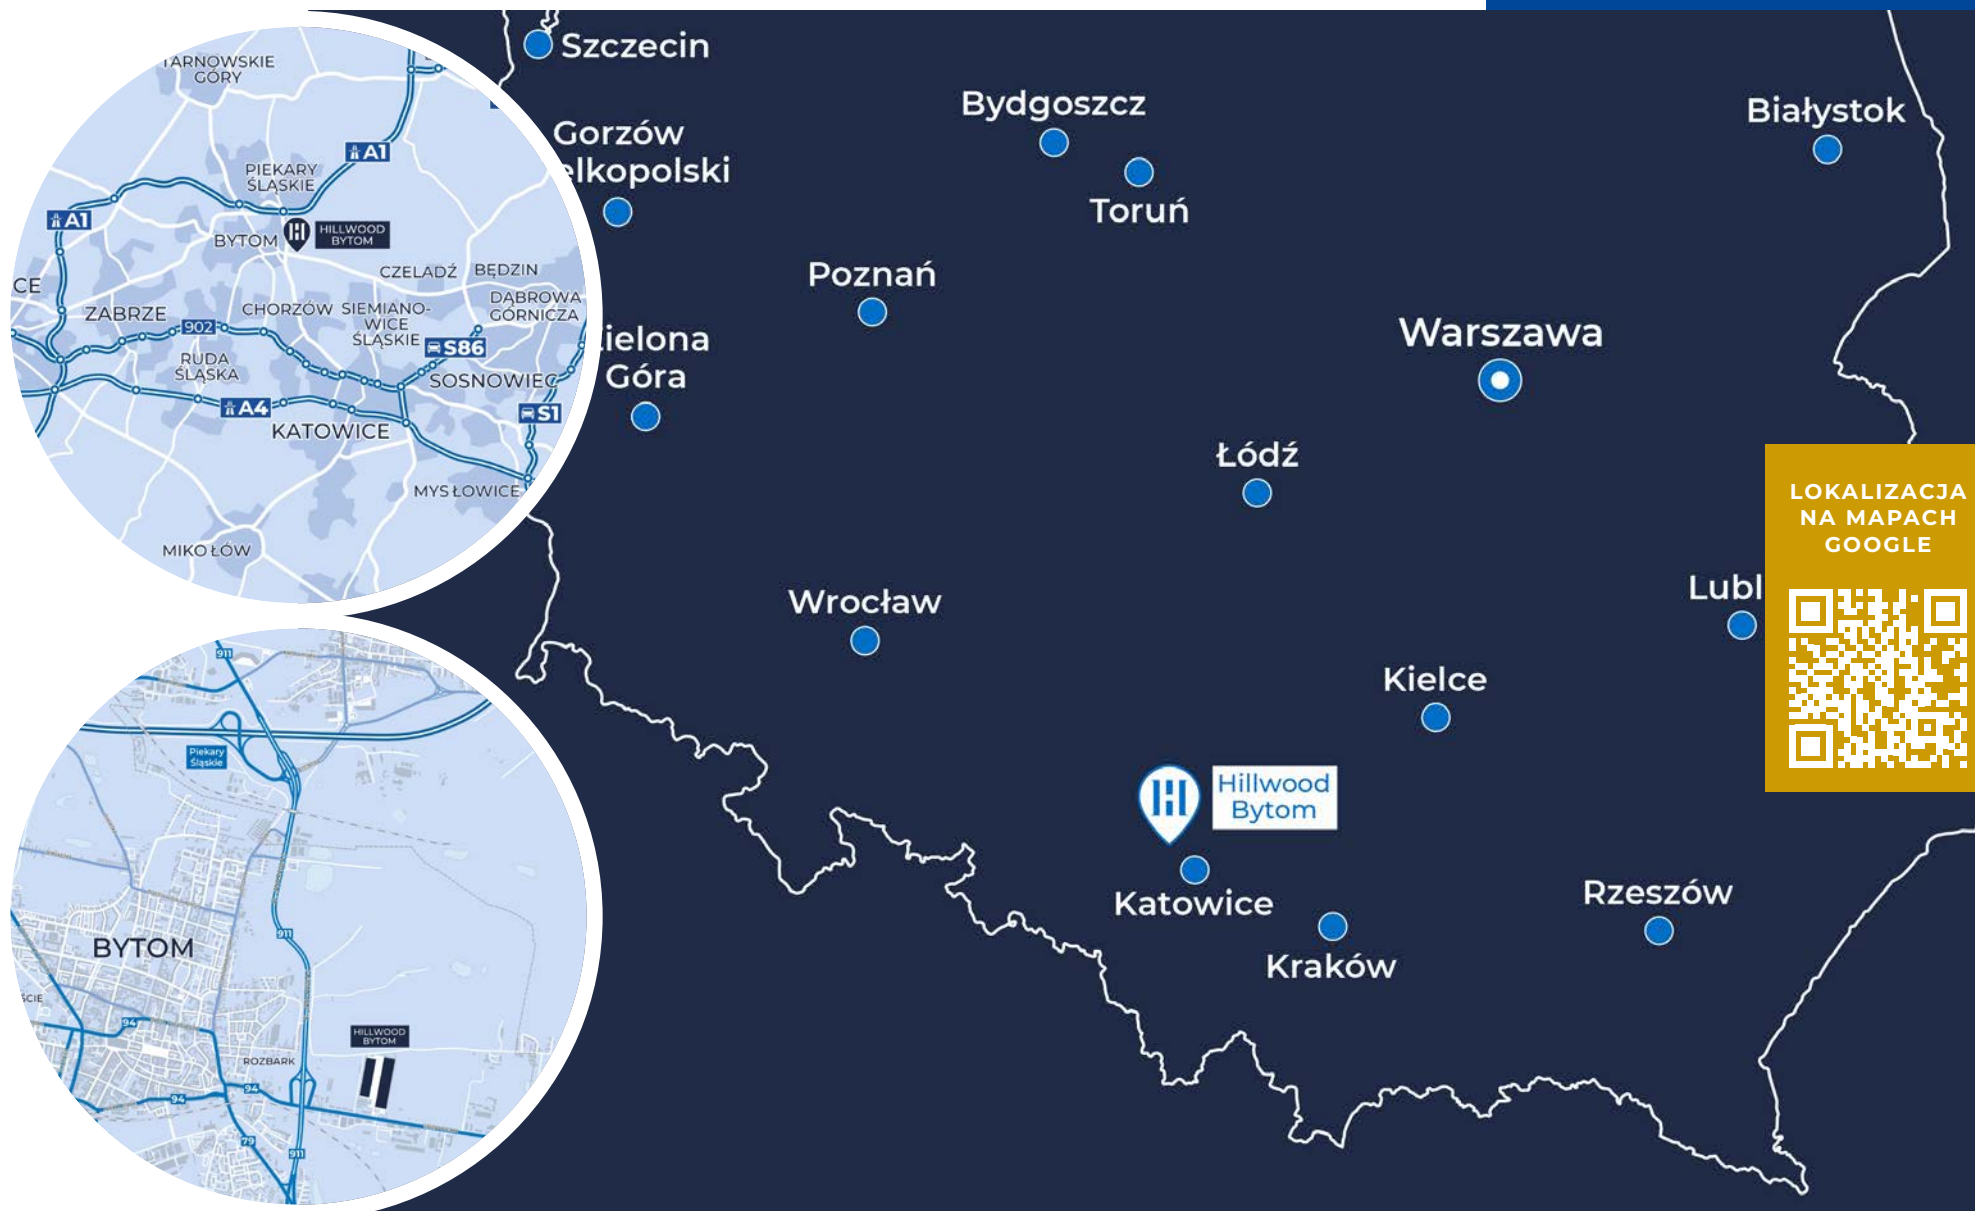 Szczecin
Bydgoszcz
Białystok
Gorzów
elkopolski
Toruń
Poznań
Warszawa
ielona
Góra
Łódź
Wrocław
Lubl
Kielce
Hillwood
Bytom
Katowice
Kraków
Rzeszów
LOKALIZACJA
NA MAPACH
GOOGLE
TARNOWSKIE
GÓRY
A1
PIEKARY
ŚLĄSKIE
A1
BYTOM
HILLWOOD
BYTOM
CZELADŹ
BĘDZIN
CE
ZABRZE
902
CHORZÓW
SIEMIANO-
WICE
ŚLĄSKIE
DĄBROWA
GÓRNICZA
S86
RUDA
ŚLĄSKA
SOSNOWIEC
A4
S1
KATOWICE
MYSŁOWICE
MIKOŁÓW
911
Piekary
Śląskie
911
BYTOM
ŚCIE
94
HILLWOOD
BYTOM
ROZBARK
94
94
79
911